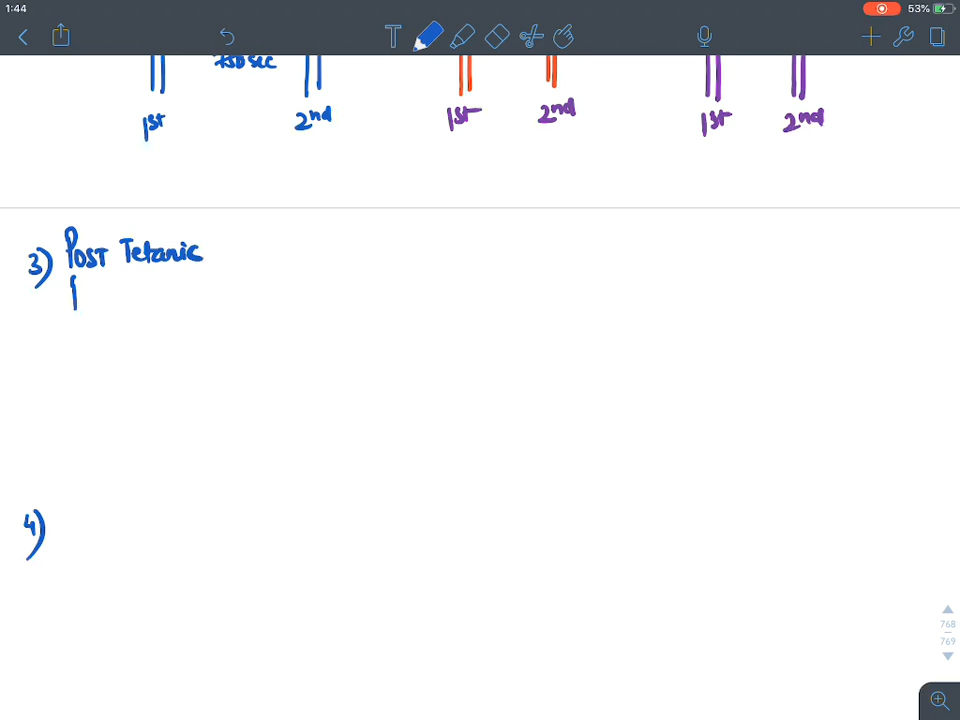 1:44
53%
T
1st
2nd
1st
2nd
1st
2nd
3) Post Tetanic
4)
768
769